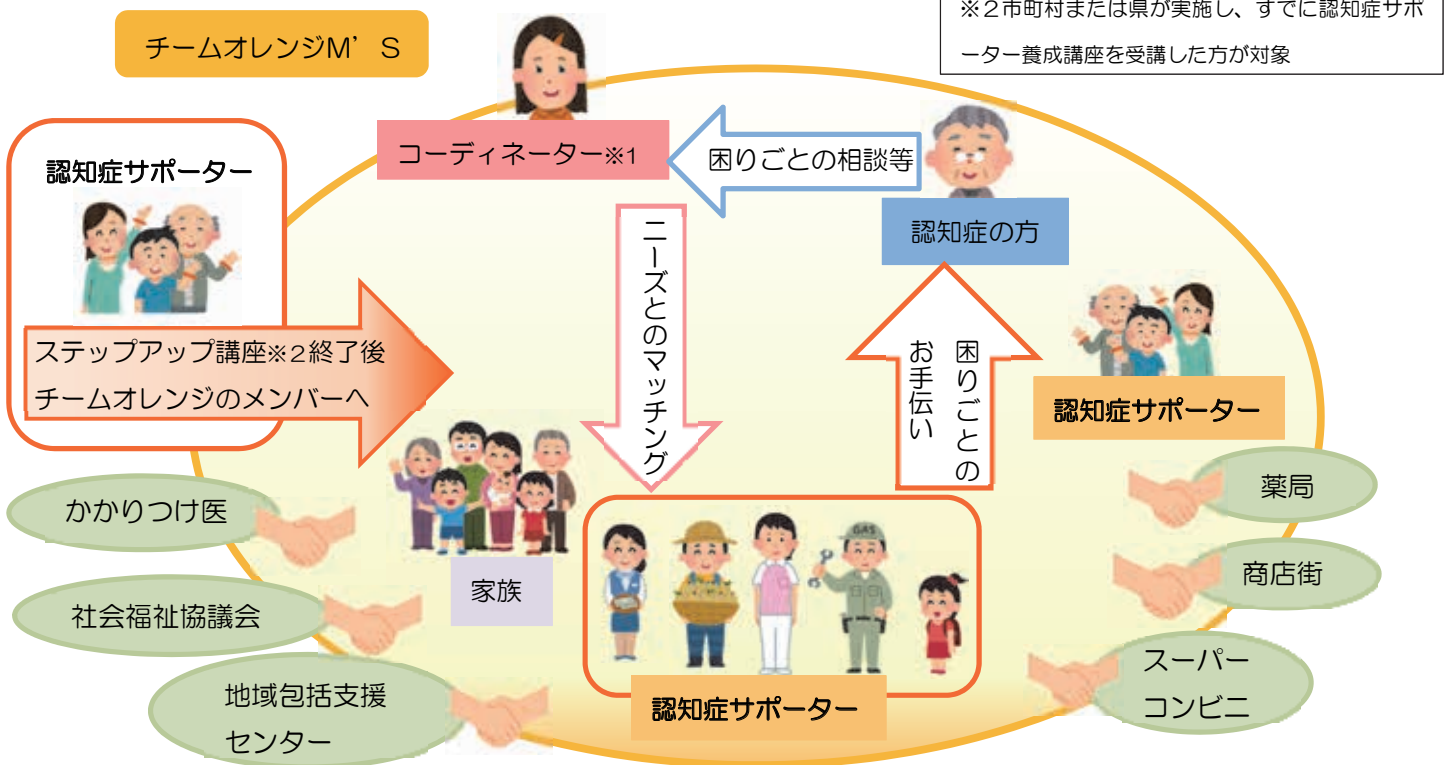 ※２市町村または県が実施し、すでに認知症サポ
ーター養成講座を受講した方が対象
チームオレンジM’S
コーディネーター※1
困りごとの相談等
認知症の方
認知症サポーター
ステップアップ講座※２終了後
チームオレンジのメンバーへ
ニーズとのマッチング
困りごとの
お手伝い
認知症サポーター
かかりつけ医
社会福祉協議会
地域包括支援
センター
家族
GAS
認知症サポーター
薬局
商店街
スーパー
コンビニ